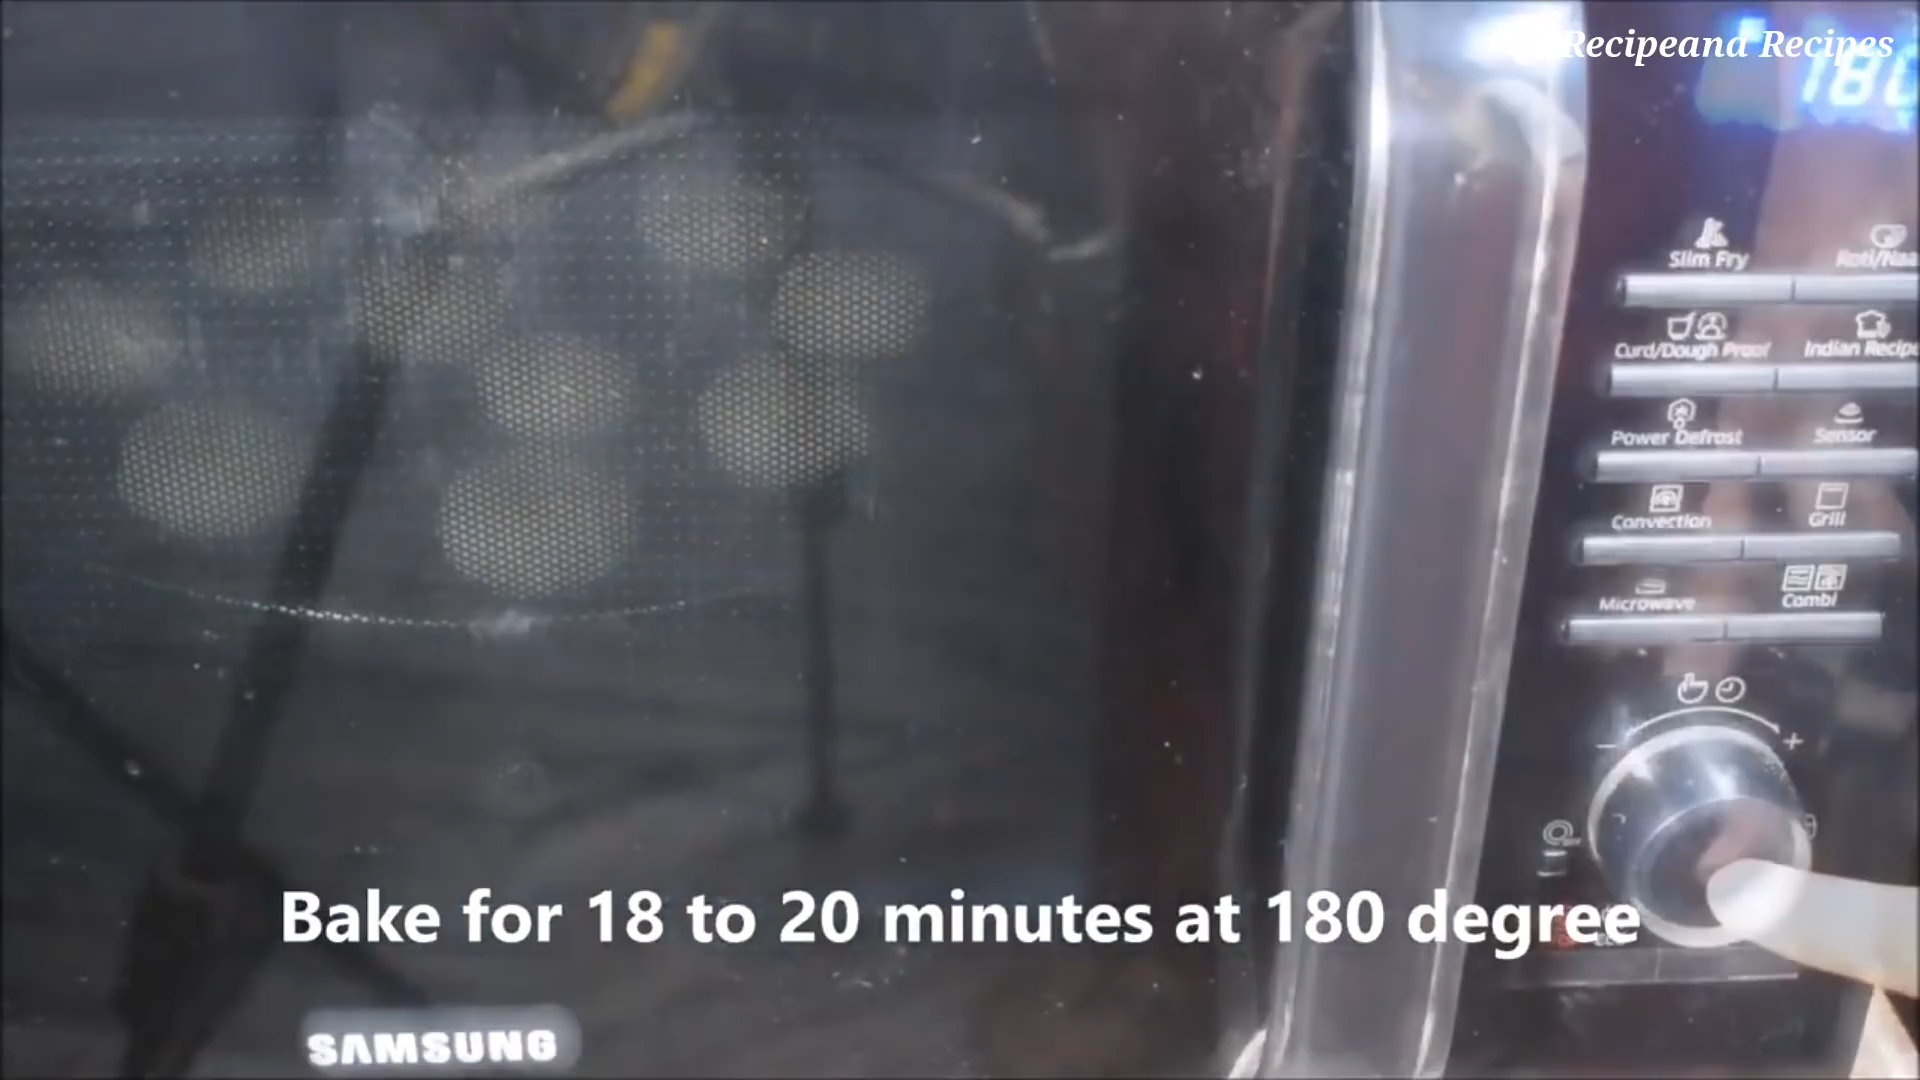 Recipeana Recipes
180
Slim Fry
Curd/Dough Proof
Power Defrost
Sensor
Convection
Grill
Microwave
Combi
- +
Bake for 18 to 20 minutes at 180 degree
SAMSUNG